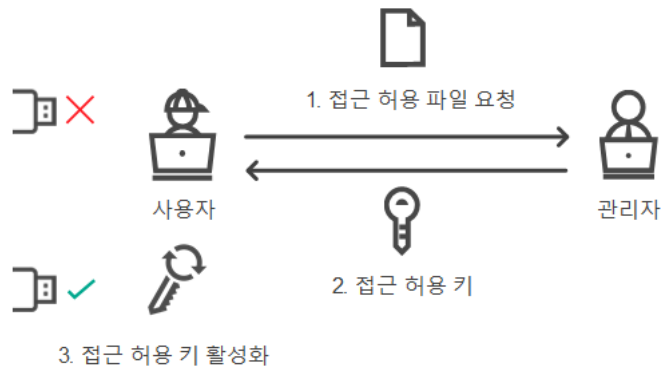 1. 접근 허용 파일 요청
사용자
관리자
2. 접근 허용 키
3. 접근 허용 키 활성화